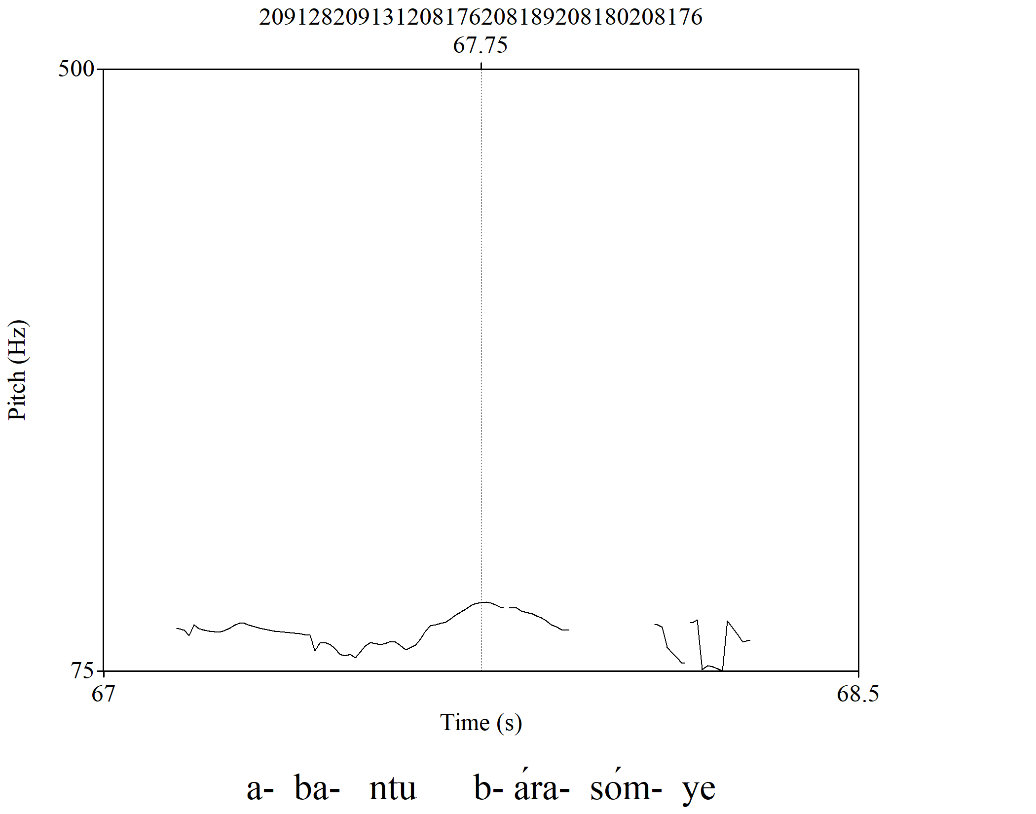 209128209131208176208189208180208176
67.75
500
Pitch (Hz)
75
67 68.5
Time (s)
a- ba- ntu b- ára- sóm- ye